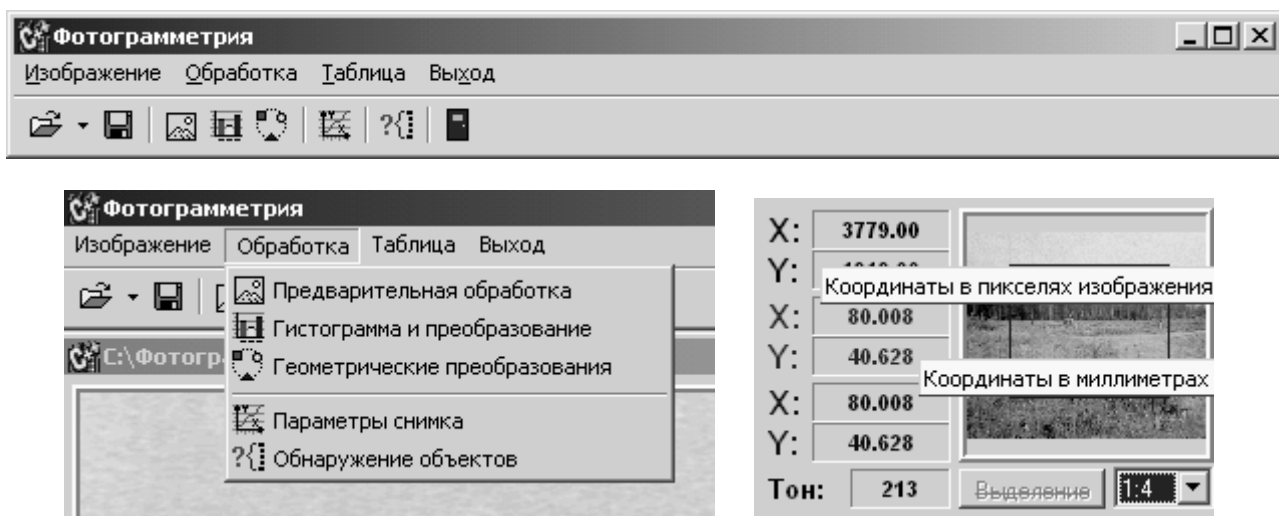 Фотограмметрия
Изображение Обработка Таблица Выход
?{
Фотограмметрия
Изображение Обработка Таблица Выход
Предварительная обработка
Гистограмма и преобразование
C:\Фотогр
Геометрические преобразования
Параметры снимка
?{ Обнаружение объектов
X: 3779.00
Y:
Координаты в пикселях изображения
X: 80.008
Y: 40.628
Координаты в миллиметрах
X: 80.008
Y: 40.628
Тон: 213 Выделение 1:4